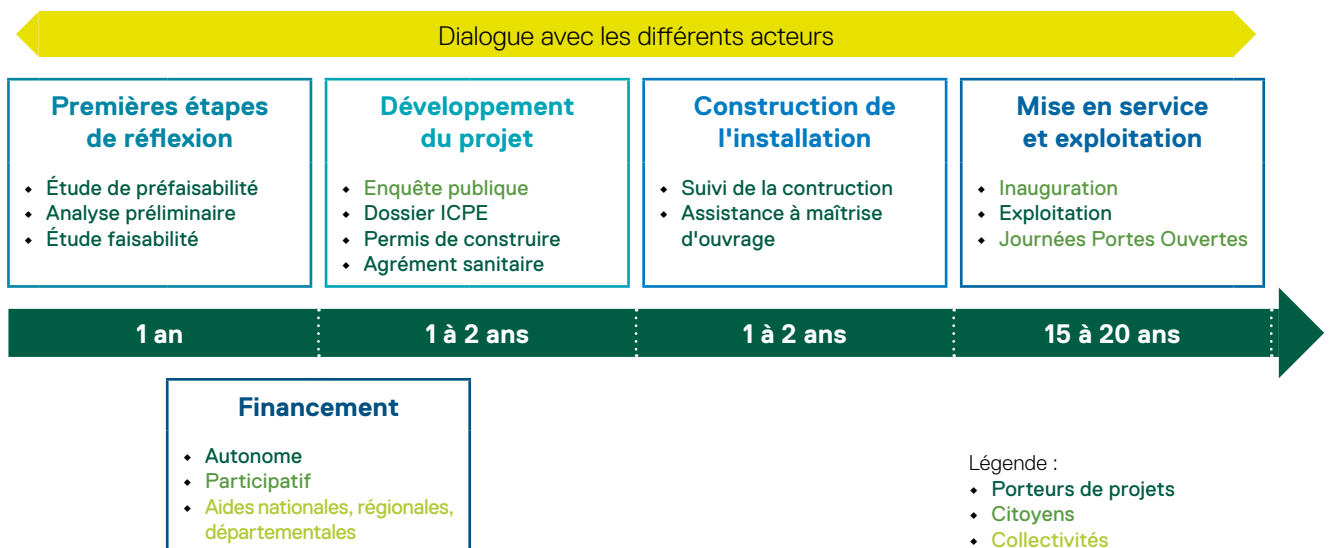 Dialogue avec les différents acteurs
Premières étapes
de réflexion
• Étude de préfaisabilité
• Analyse préliminaire
• Étude faisabilité
Développement
du projet
• Enquête publique
• Dossier ICPE
• Permis de construire
• Agrément sanitaire
Construction de
l'installation
• Suivi de la contruction
• Assistance à maîtrise
d'ouvrage
Mise en service
et exploitation
• Inauguration
• Exploitation
• Journées Portes Ouvertes
1 an
1 à 2 ans
1 à 2 ans
15 à 20 ans
Financement
• Autonome
• Participatif
• Aides nationales, régionales,
départementales
Légende :
• Porteurs de projets
• Citoyens
• Collectivités